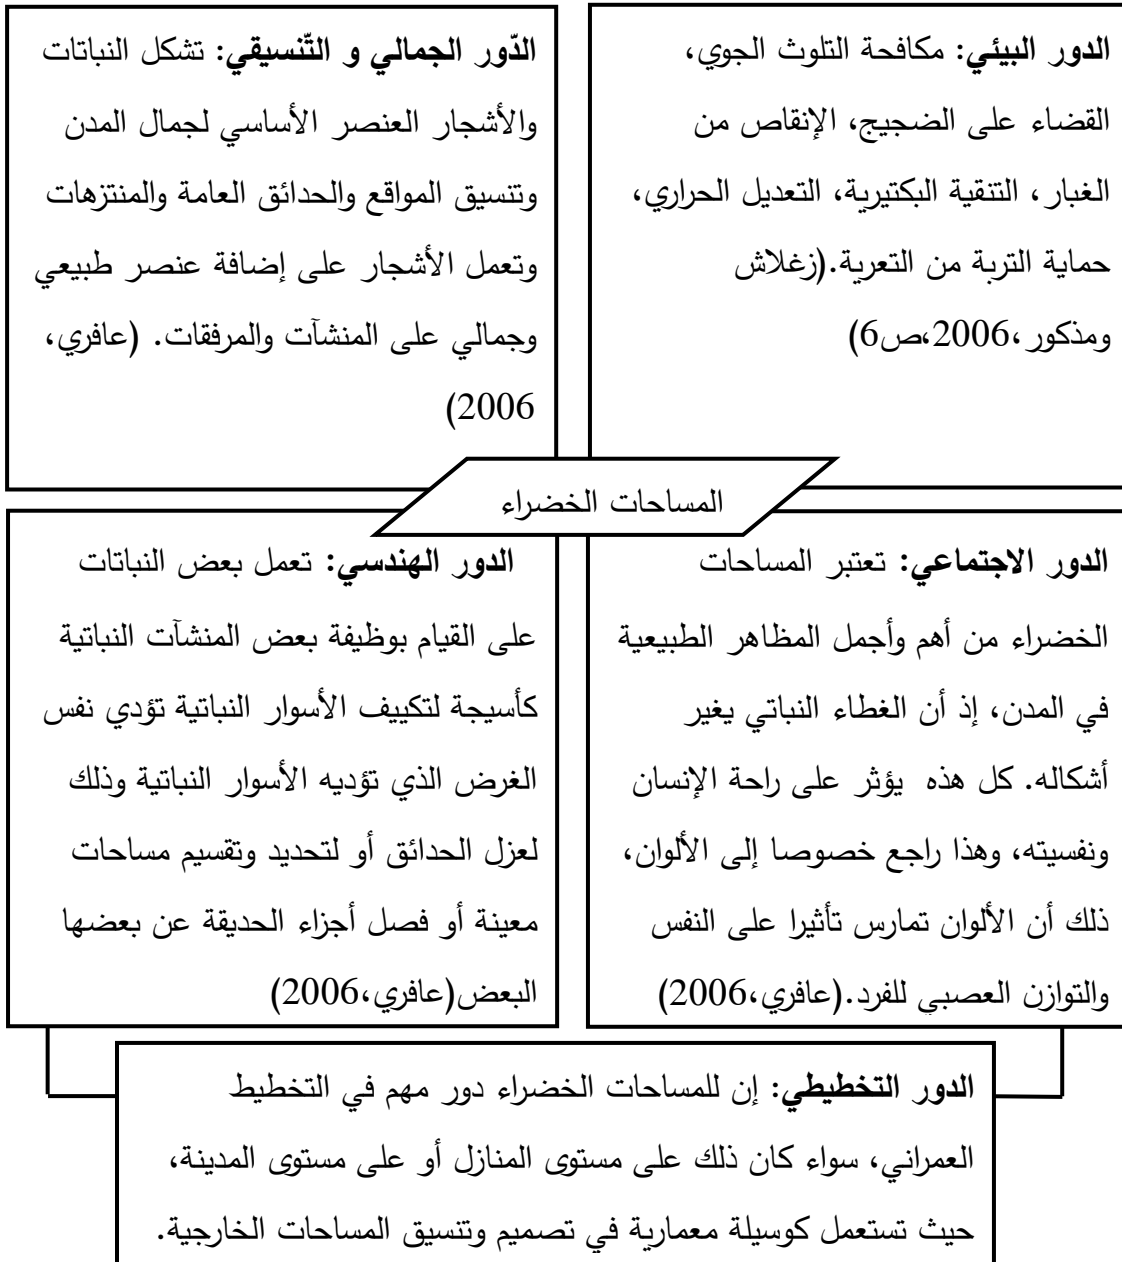 الدور البيئي: مكافحة التلوث الجوي،
القضاء على الضجيج، الإنقاص من
الغبار، التنقية البكتيرية، التعديل الحراري،
حماية التربة من التعرية.(زغلاش
ومذكور،2006،ص6)
الدّور الجمالي و التّنسيقي: تشكل النباتات
والأشجار العنصر الأساسي لجمال المدن
وتنسيق المواقع والحدائق العامة والمنتزهات
وتعمل الأشجار على إضافة عنصر طبيعي
وجمالي على المنشآت والمرفقات. (عافري،
2006)
المساحات الخضراء
الدور الاجتماعي: تعتبر المساحات
الخضراء من أهم وأجمل المظاهر الطبيعية
في المدن، إذ أن الغطاء النباتي يغير
أشكاله. كل هذه يؤثر على راحة الإنسان
ونفسيته، وهذا راجع خصوصا إلى الألوان،
ذلك أن الألوان تمارس تأثيرا على النفس
والتوازن العصبي للفرد.(عافري،2006)
الدور الهندسي: تعمل بعض النباتات
على القيام بوظيفة بعض المنشآت النباتية
كأسيجة لتكييف الأسوار النباتية تؤدي نفس
الغرض الذي تؤديه الأسوار النباتية وذلك
لعزل الحدائق أو لتحديد وتقسيم مساحات
معينة أو فصل أجزاء الحديقة عن بعضها
البعض(عافري،2006)
الدور التخطيطي: إن للمساحات الخضراء دور مهم في التخطيط
العمراني، سواء كان ذلك على مستوى المنازل أو على مستوى المدينة،
حيث تستعمل كوسيلة معمارية في تصميم وتنسيق المساحات الخارجية.